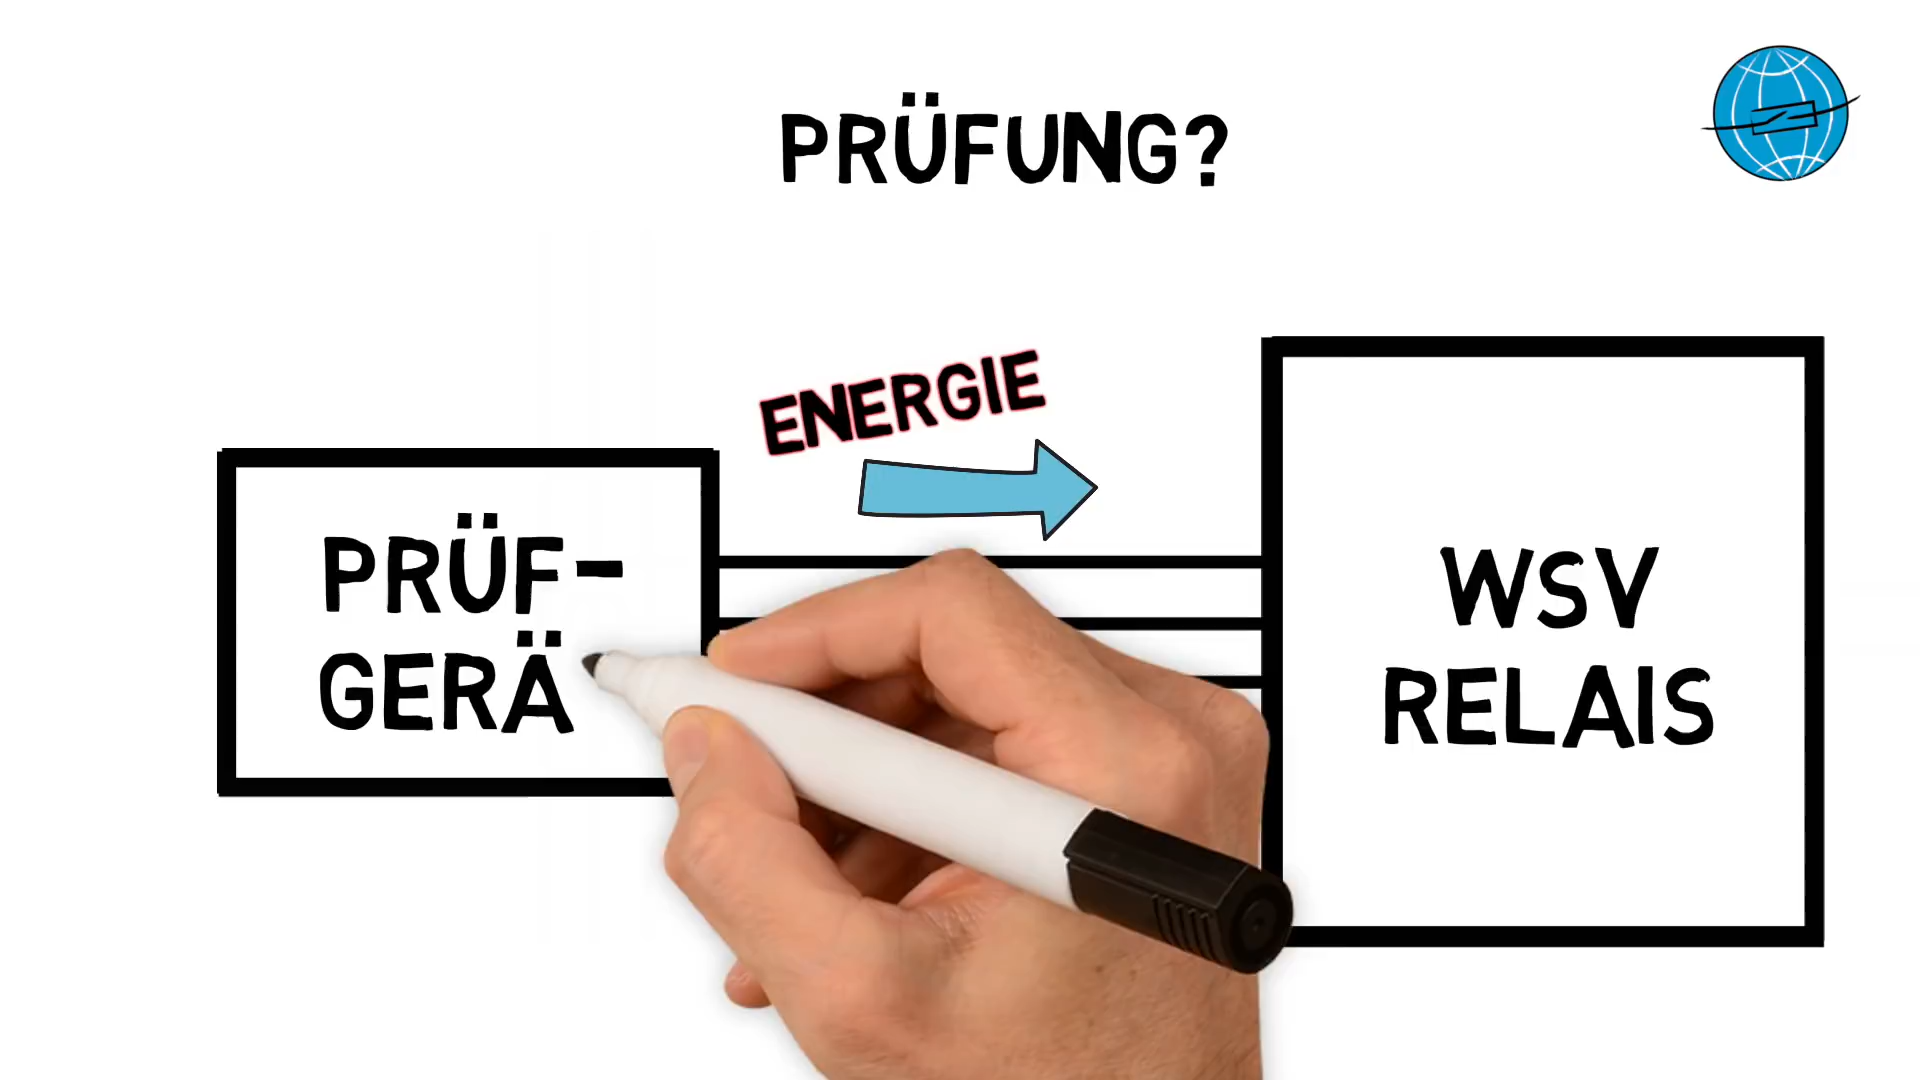 PRÜFUNG?
ENERGIE
PRÜF-
GERÄ
WSV
RELAIS